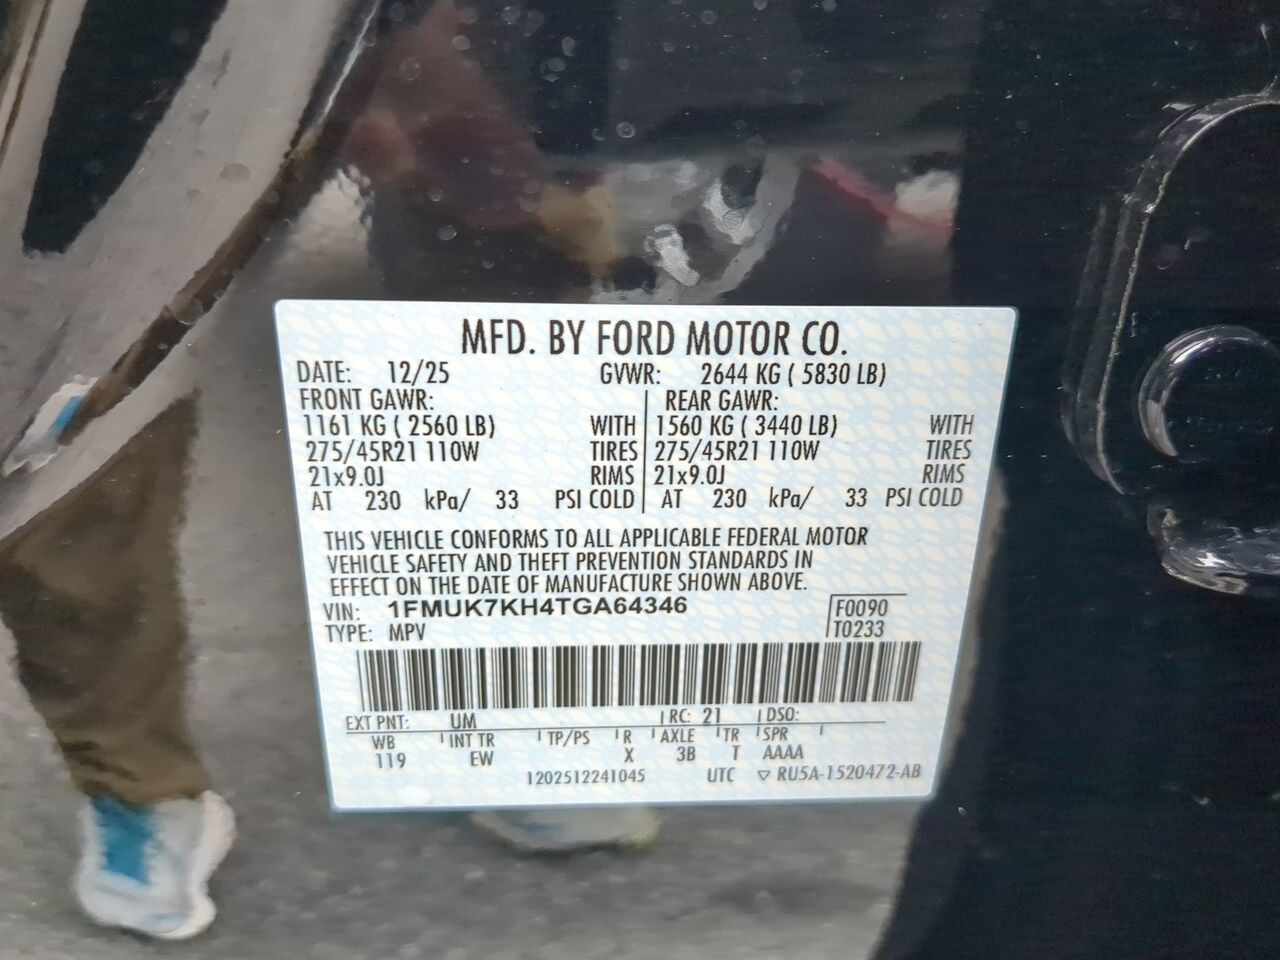 MFD. BY FORD MOTOR CO.
DATE: 12/25 GVWR: 2644 KG ( 5830 LB)
FRONT GAWR: REAR GAWR:
1161 KG ( 2560 LB) WITH 1560 KG ( 3440 LB) WITH
275/45R21 110W TIRES 275/45R21 110W TIRES
21x9.0J RIMS 21x9.0J RIMS
AT 230 kPa/ 33 PSI COLD AT 230 kPa/ 33 PSI COLD
THIS VEHICLE CONFORMS TO ALL APPLICABLE FEDERAL MOTOR
VEHICLE SAFETY AND THEFT PREVENTION STANDARDS IN
EFFECT ON THE DATE OF MANUFACTURE SHOWN ABOVE.
VIN: 1FMUK7KH4TGA64346 F0090
TYPE: MPV T0233
EXT PNT: UM RC: 21 DSO:
WB INT TR TP/PS R AXLE TR SPR
119 EW X 3B T AAAA
1202512241045 UTC ▽ RU5A-1520472-AB